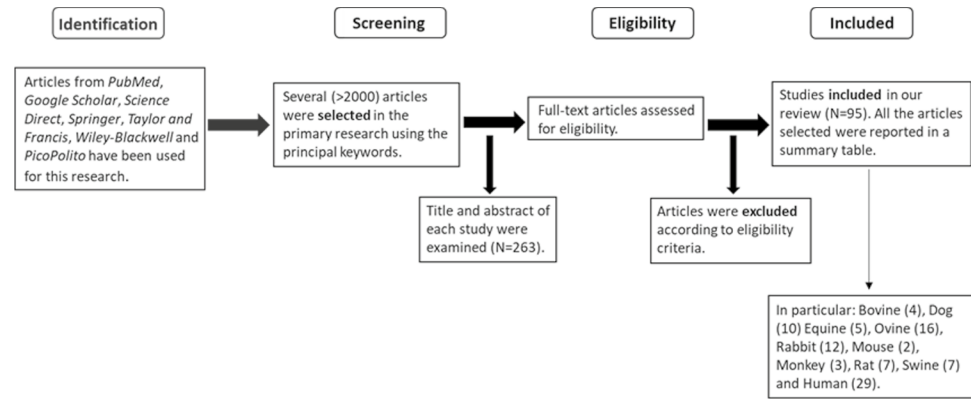 Identification
Screening
Eligibility
Included
Articles from PubMed,
Google Scholar, Science
Direct, Springer, Taylor and
Francis, Wiley-Blackwell and
PicoPolito have been used
for this research.
Several (>2000) articles
were selected in the
primary research using the
principal keywords.
Full-text articles assessed
for eligibility.
Studies included in our
review (N=95). All the articles
selected were reported in a
summary table.
Title and abstract of
each study were
examined (N=263).
Articles were excluded
according to eligibility
criteria.
In particular: Bovine (4), Dog
(10) Equine (5), Ovine (16),
Rabbit (12), Mouse (2),
Monkey (3), Rat (7), Swine (7)
and Human (29).